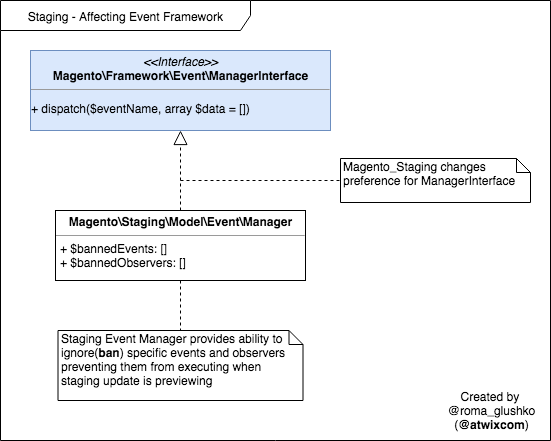 Staging - Affecting Event Framework
<<Interface>>
Magento\Framework\Event\ManagerInterface
+ dispatch($eventName, array $data = [])
Magento_Staging changes
preference for ManagerInterface
Magento\Staging\Model\Event\Manager
+ $bannedEvents: []
+ $bannedObservers: []
Staging Event Manager provides ability to
ignore(ban) specific events and observers
preventing them from executing when
staging update is previewing
Created by
@roma_glushko
(@atwixcom)